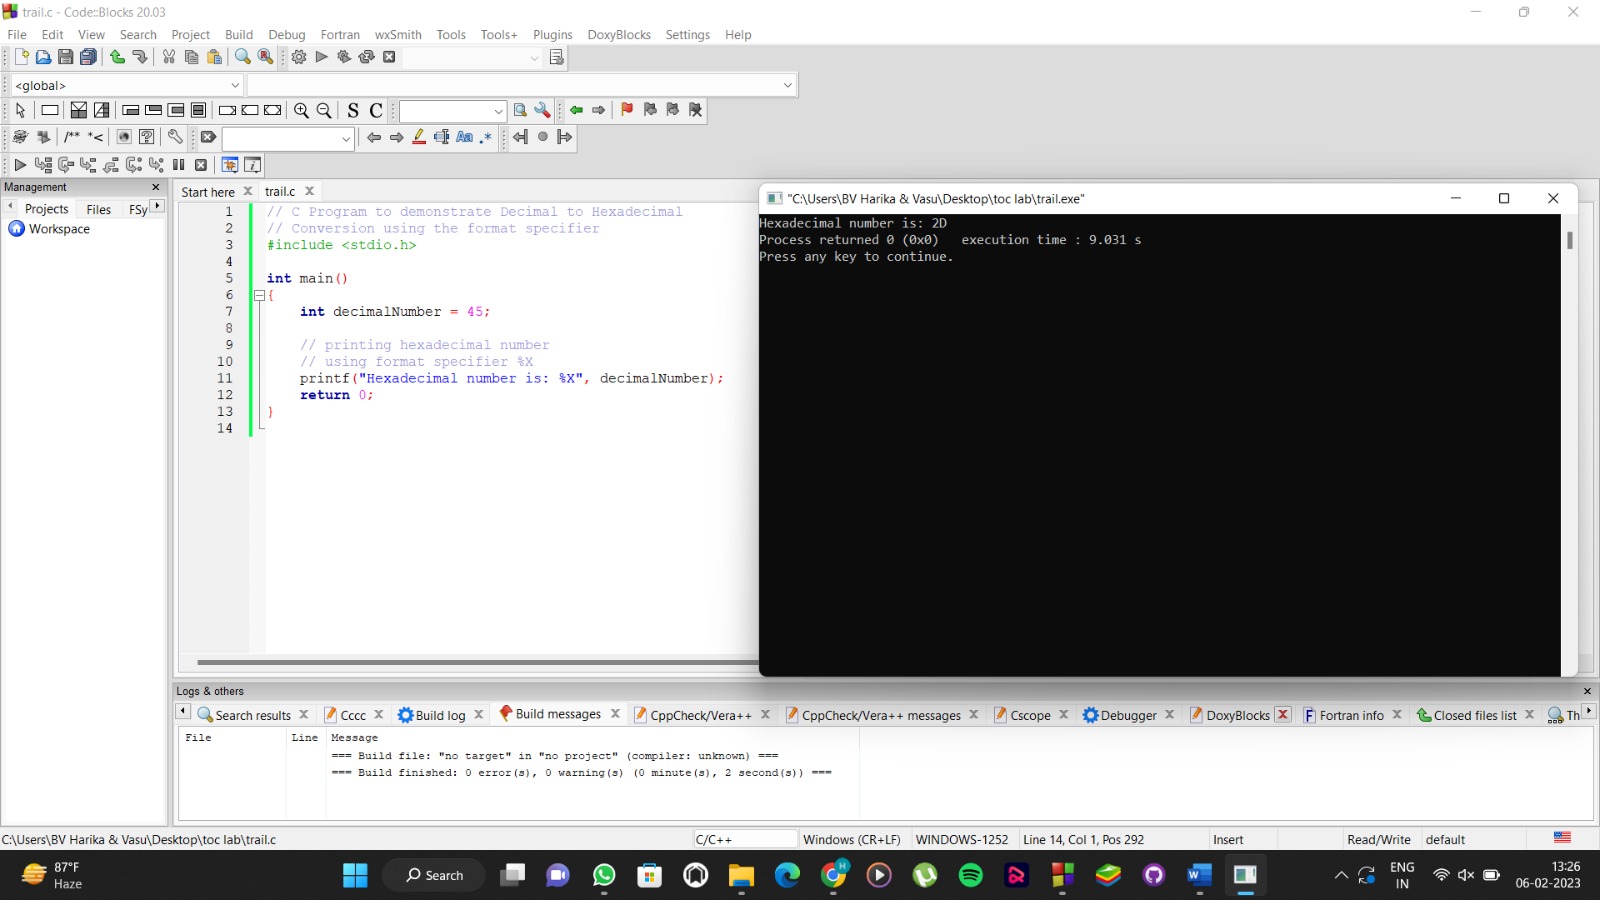 trail.c - Code::Blocks 20.03
File Edit View Search Project Build Debug Fortran wxSmith Tools Tools+ Plugins DoxyBlocks Settings Help
<global>
S C
/** *<
Aa .*
Management
Projects Files FSy
Workspace
Start here trail.c
1 // C Program to demonstrate Decimal to Hexadecimal
2 // Conversion using the format specifier
3 #include <stdio.h>
4
5 int main()
6 {
7 int decimalNumber = 45;
8
9 // printing hexadecimal number
10 // using format specifier %X
11 printf("Hexadecimal number is: %X", decimalNumber);
12 return 0;
13 }
14
"C:\Users\BV Harika & Vasu\Desktop\toc lab\trail.exe"
Hexadecimal number is: 2D
Process returned 0 (0x0) execution time : 9.031 s
Press any key to continue.
Logs & others
Search results Cccc Build log Build messages CppCheck/Vera++ CppCheck/Vera++ messages Cscope Debugger DoxyBlocks Fortran info Closed files list Th
File Line Message
=== Build file: "no target" in "no project" (compiler: unknown) ===
=== Build finished: 0 error(s), 0 warning(s) (0 minute(s), 2 second(s)) ===
C:\Users\BV Harika & Vasu\Desktop\toc lab\trail.c C/C++ Windows (CR+LF) WINDOWS-1252 Line 14, Col 1, Pos 292 Insert Read/Write default
87°F
Haze
Search
ENG
IN
13:26
06-02-2023